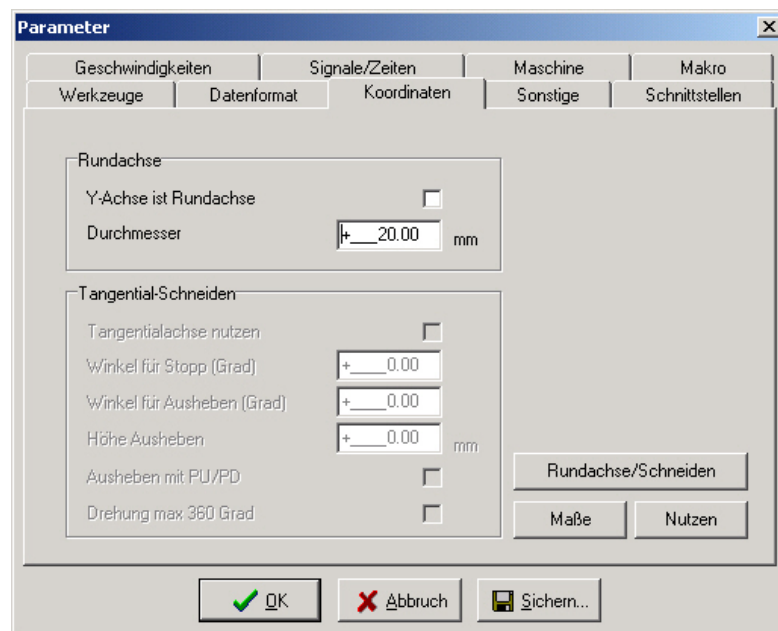 Parameter
Geschwindigkeiten Signale/Zeiten Maschine Makro
Werkzeuge Datenformat Koordinaten Sonstige Schnittstellen
Rundachse
Y-Achse ist Rundachse
Durchmesser +___20.00 mm
Tangential-Schneiden
Tangentialachse nutzen
Winkel für Stopp (Grad) +____0.00
Winkel für Ausheben (Grad) +____0.00
Höhe Ausheben +____0.00 mm
Ausheben mit PU/PD
Drehung max 360 Grad
Rundachse/Schneiden
Maße Nutzen
OK Abbruch Sichern...